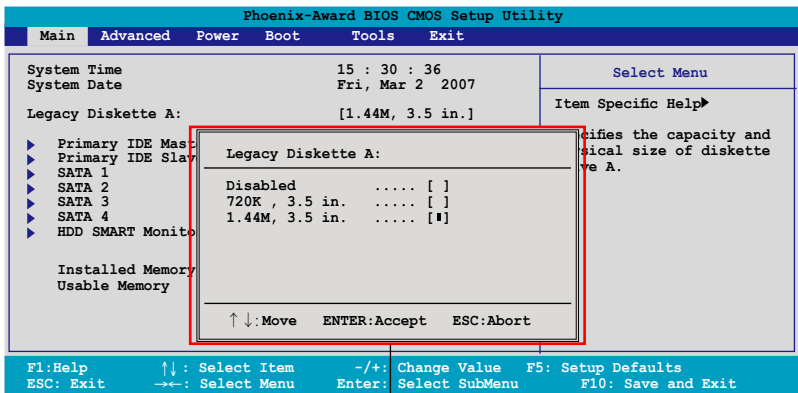 Phoenix-Award BIOS CMOS Setup Utility
Main Advanced Power Boot Tools Exit
System Time 15 : 30 : 36
System Date Fri, Mar 2 2007
Legacy Diskette A: [1.44M, 3.5 in.]
Primary IDE Mast
Primary IDE Slav
SATA 1
SATA 2
SATA 3
SATA 4
HDD SMART Monito
Installed Memory
Usable Memory
Legacy Diskette A:
Disabled ..... [ ]
720K , 3.5 in. ..... [ ]
1.44M, 3.5 in. ..... [▮]
↑↓:Move ENTER:Accept ESC:Abort
Select Menu
Item Specific Help▶
cifies the capacity and
sical size of diskette
ve A.
F1:Help ↑↓ : Select Item -/+: Change Value F5: Setup Defaults
ESC: Exit →←: Select Menu Enter: Select SubMenu F10: Save and Exit